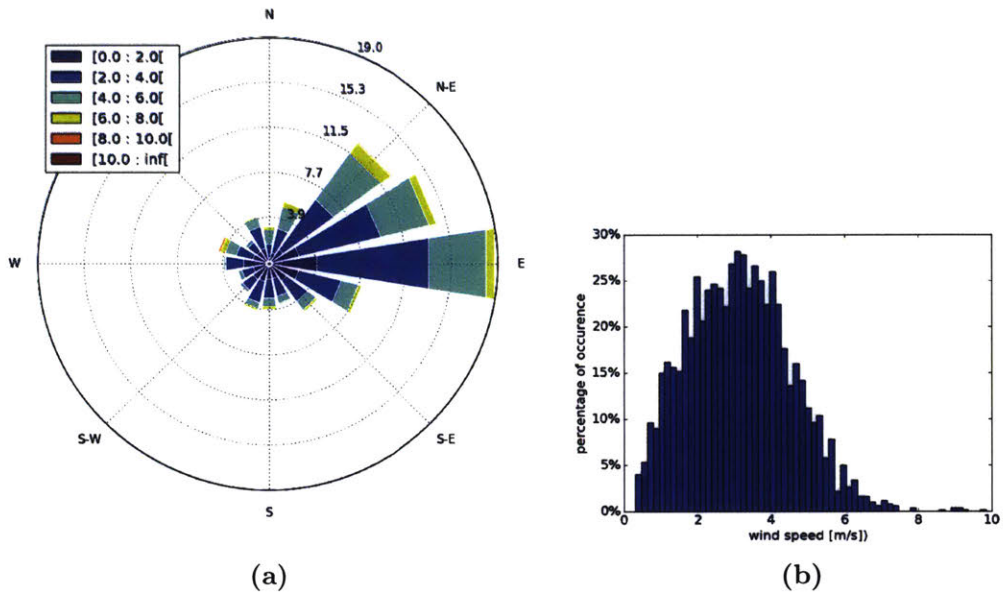 N
19.0
[0.0 : 2.0[
[2.0 : 4.0[
[4.0 : 6.0[
[6.0 : 8.0[
[8.0 : 10.0[
[10.0 : inf[
15.3
N-E
11.5
7.7
3.9
W
E
S-W
S-E
S
(a)
30%
25%
20%
15%
10%
5%
0%
percentage of occurence
0
2
4
6
8
10
wind speed [m/s])
(b)